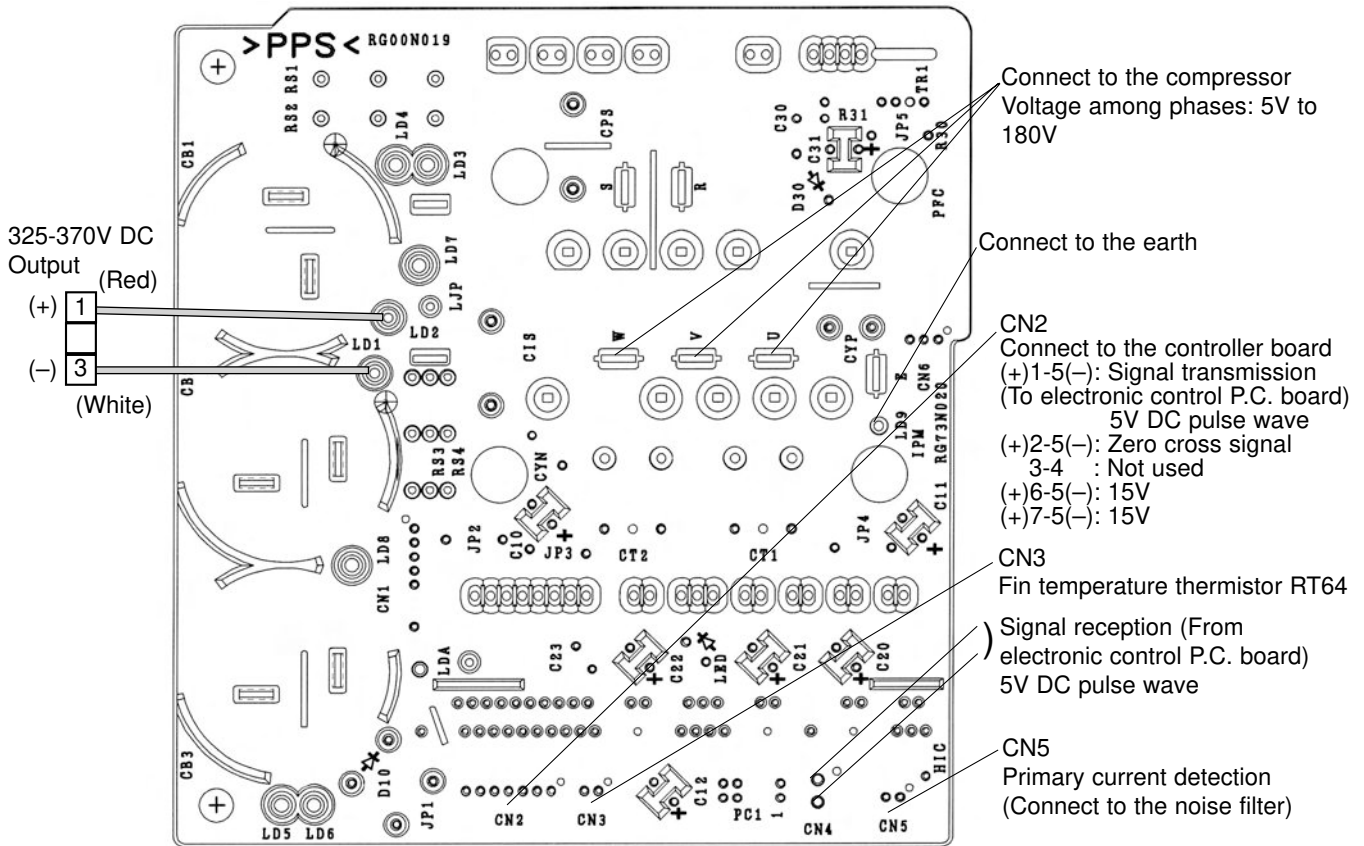 >PPS< RG00N019
RS1
RS2
LD4
LD3
CB1
CPS
S
R
C30
R31
C31
D30
JP5
TR1
R30
PFC
Connect to the compressor
Voltage among phases: 5V to
180V
325-370V DC
Output
(Red)
(+) 1
(–) 3
(White)
LD7
LJP
LD2
LD1
CB
CIS
W
V
U
CYP
E
CN6
LD9
IPM
RG73N020
Connect to the earth
CN2
Connect to the controller board
(+)1-5(–): Signal transmission
(To electronic control P.C. board)
5V DC pulse wave
(+)2-5(–): Zero cross signal
3-4 : Not used
(+)6-5(–): 15V
(+)7-5(–): 15V
RS3
RS4
CYN
JP2
C10
JP3
CT2
CT1
JP4
C11
LD8
CN1
CN3
Fin temperature thermistor RT64
LDA
C23
C22
LED
C21
C20
Signal reception (From
electronic control P.C. board)
5V DC pulse wave
CB3
D10
JP1
LD5 LD6
CN2
CN3
C12
PC1
1
CN4
CN5
HIC
CN5
Primary current detection
(Connect to the noise filter)